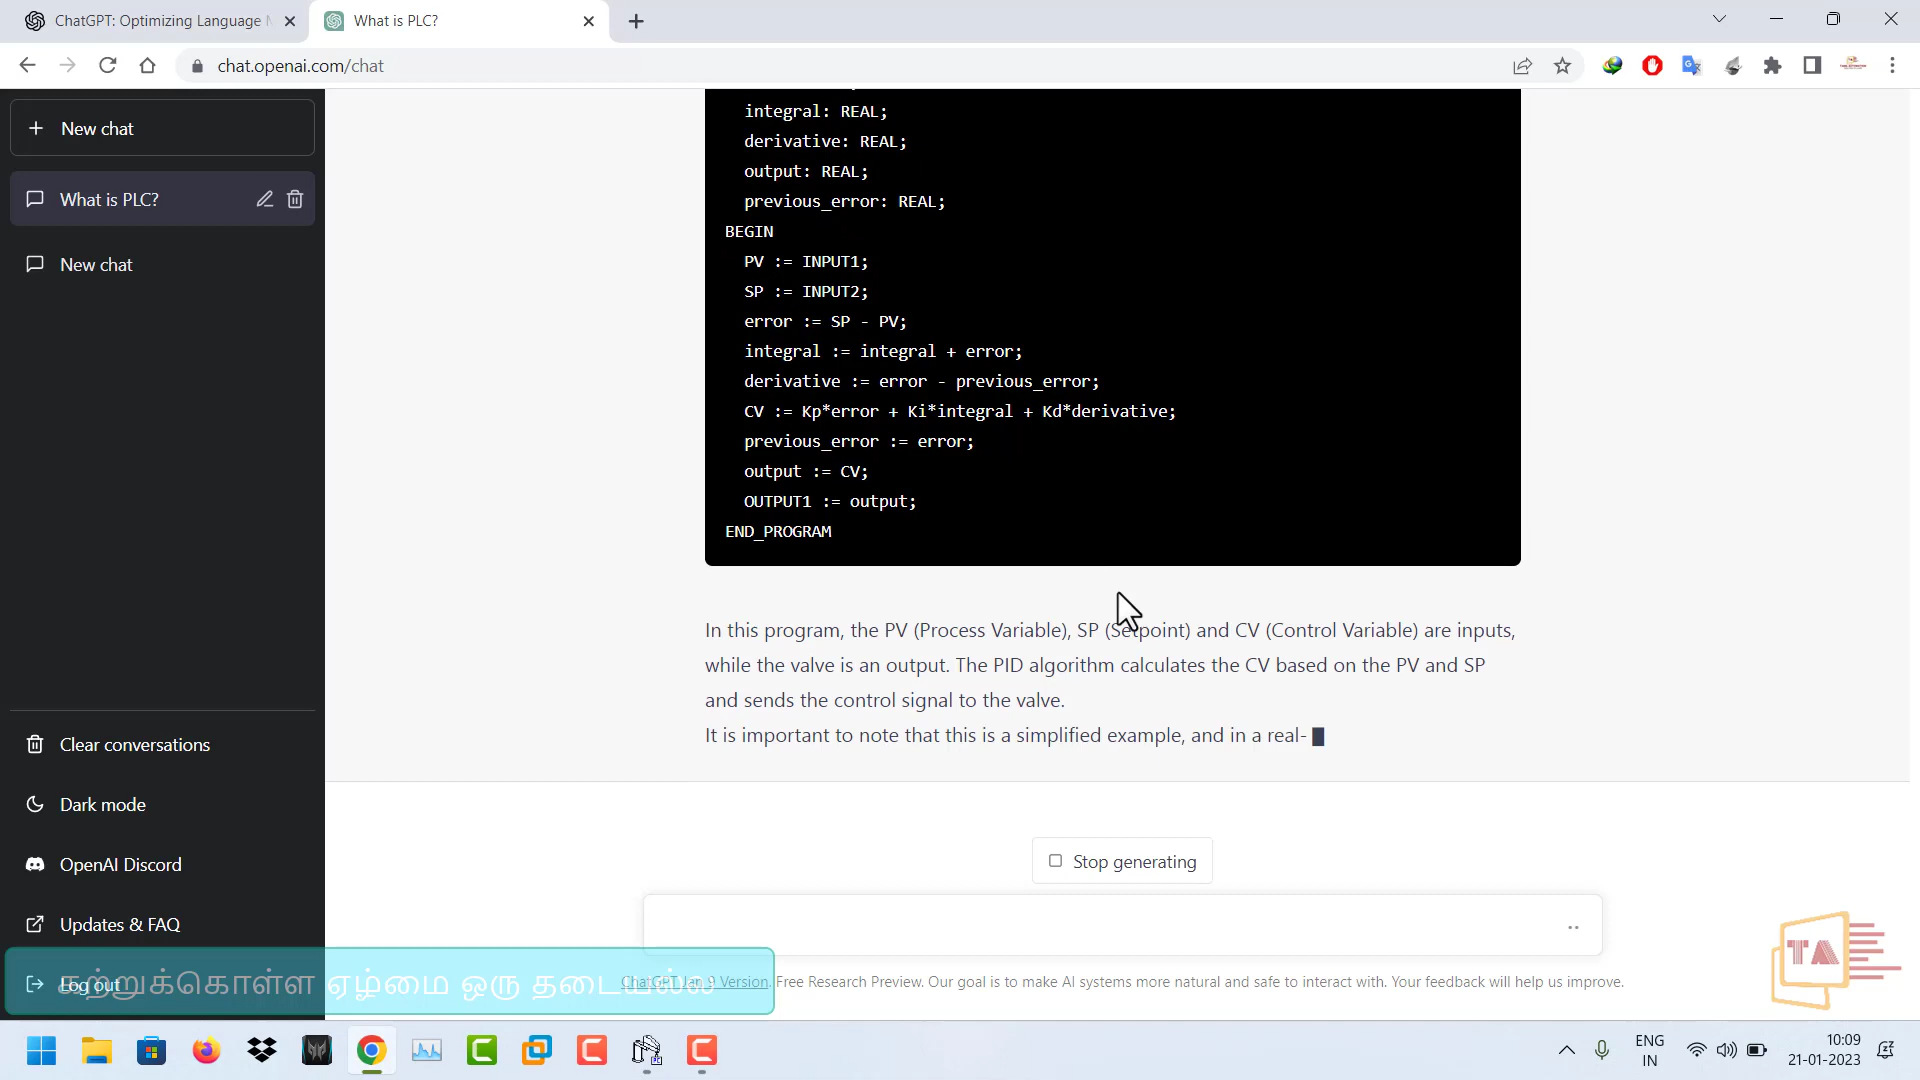 ChatGPT: Optimizing Language M
What is PLC?
chat.openai.com/chat
New chat
What is PLC?
New chat
integral: REAL;
derivative: REAL;
output: REAL;
previous_error: REAL;
BEGIN
PV := INPUT1;
SP := INPUT2;
error := SP - PV;
integral := integral + error;
derivative := error - previous_error;
CV := Kp*error + Ki*integral + Kd*derivative;
previous_error := error;
output := CV;
OUTPUT1 := output;
END_PROGRAM
In this program, the PV (Process Variable), SP (Setpoint) and CV (Control Variable) are inputs,
while the valve is an output. The PID algorithm calculates the CV based on the PV and SP
and sends the control signal to the valve.
It is important to note that this is a simplified example, and in a real-
Stop generating
Clear conversations
Dark mode
OpenAI Discord
Updates & FAQ
Log out
கற்றுக்கொள்ள ஏழ்மை ஒரு தடையல்ல
ChatGPT Jan 9 Version. Free Research Preview. Our goal is to make AI systems more natural and safe to interact with. Your feedback will help us improve.
TA
ENG
IN
10:09
21-01-2023